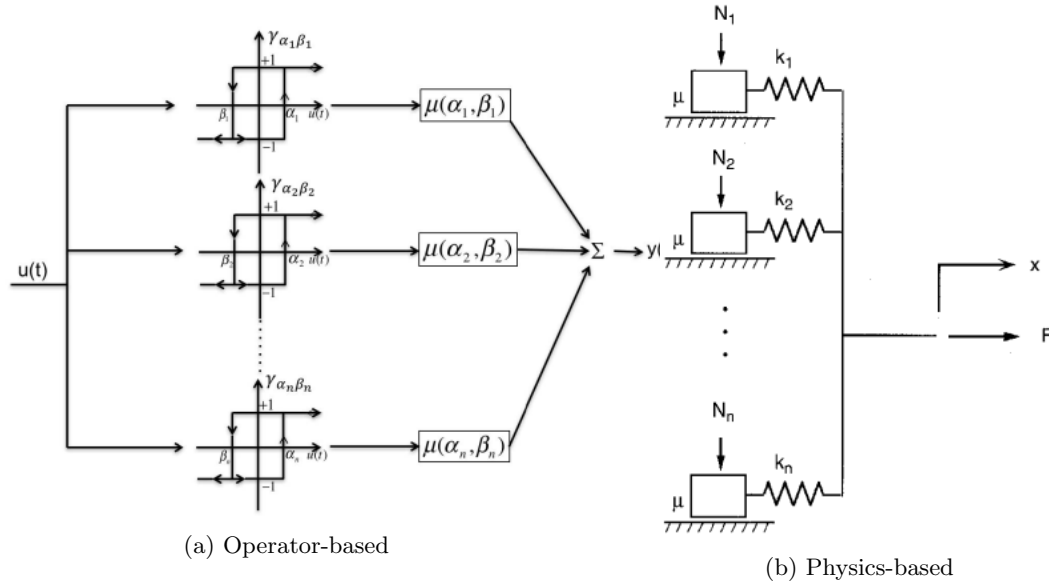 γα₁β₁
+1
β₁ α₁ u(t)
−1
μ(α₁,β₁)
γα₂β₂
+1
β₂ α₂ u(t)
−1
μ(α₂,β₂)
u(t)
Σ
y(
γαₙβₙ
+1
βₙ αₙ u(t)
−1
μ(αₙ,βₙ)
(a) Operator-based
N₁
k₁
μ
N₂
k₂
μ
x
F
Nₙ
kₙ
μ
(b) Physics-based